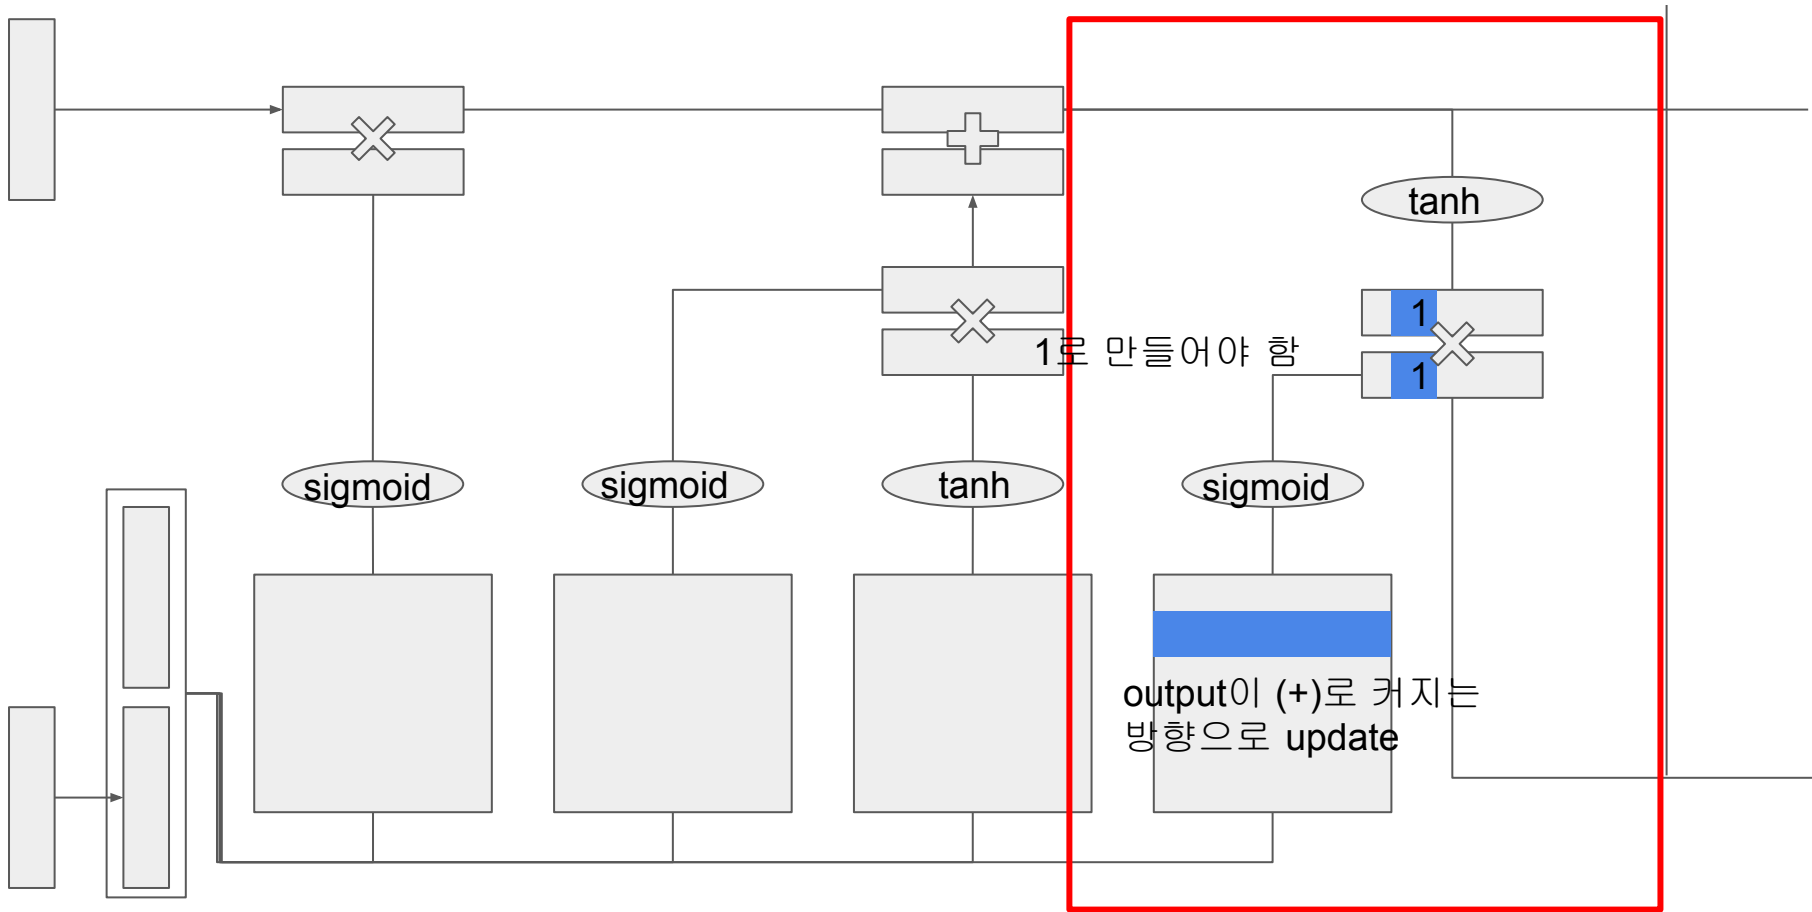 tanh
1
1로 만들어야 함
1
sigmoid
sigmoid
tanh
sigmoid
output이 (+)로 커지는
방향으로 update